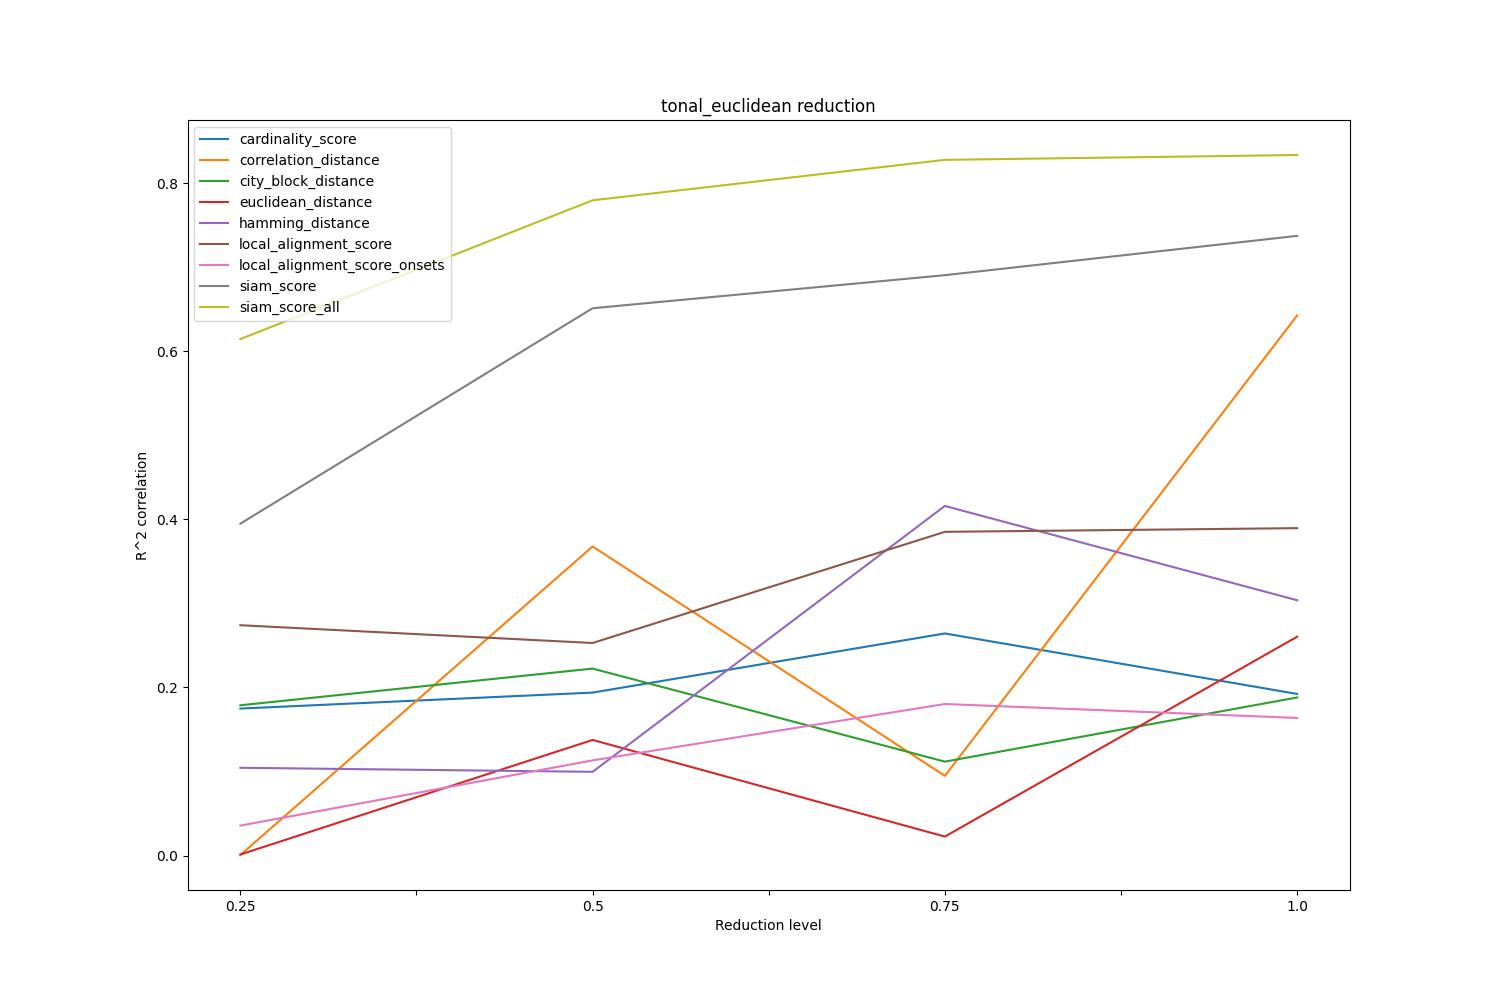 tonal_euclidean reduction
cardinality_score
correlation_distance
city_block_distance
euclidean_distance
hamming_distance
local_alignment_score
local_alignment_score_onsets
siam_score
siam_score_all
0.8
0.6
0.4
0.2
0.0
R^2 correlation
0.25 0.5 0.75 1.0
Reduction level